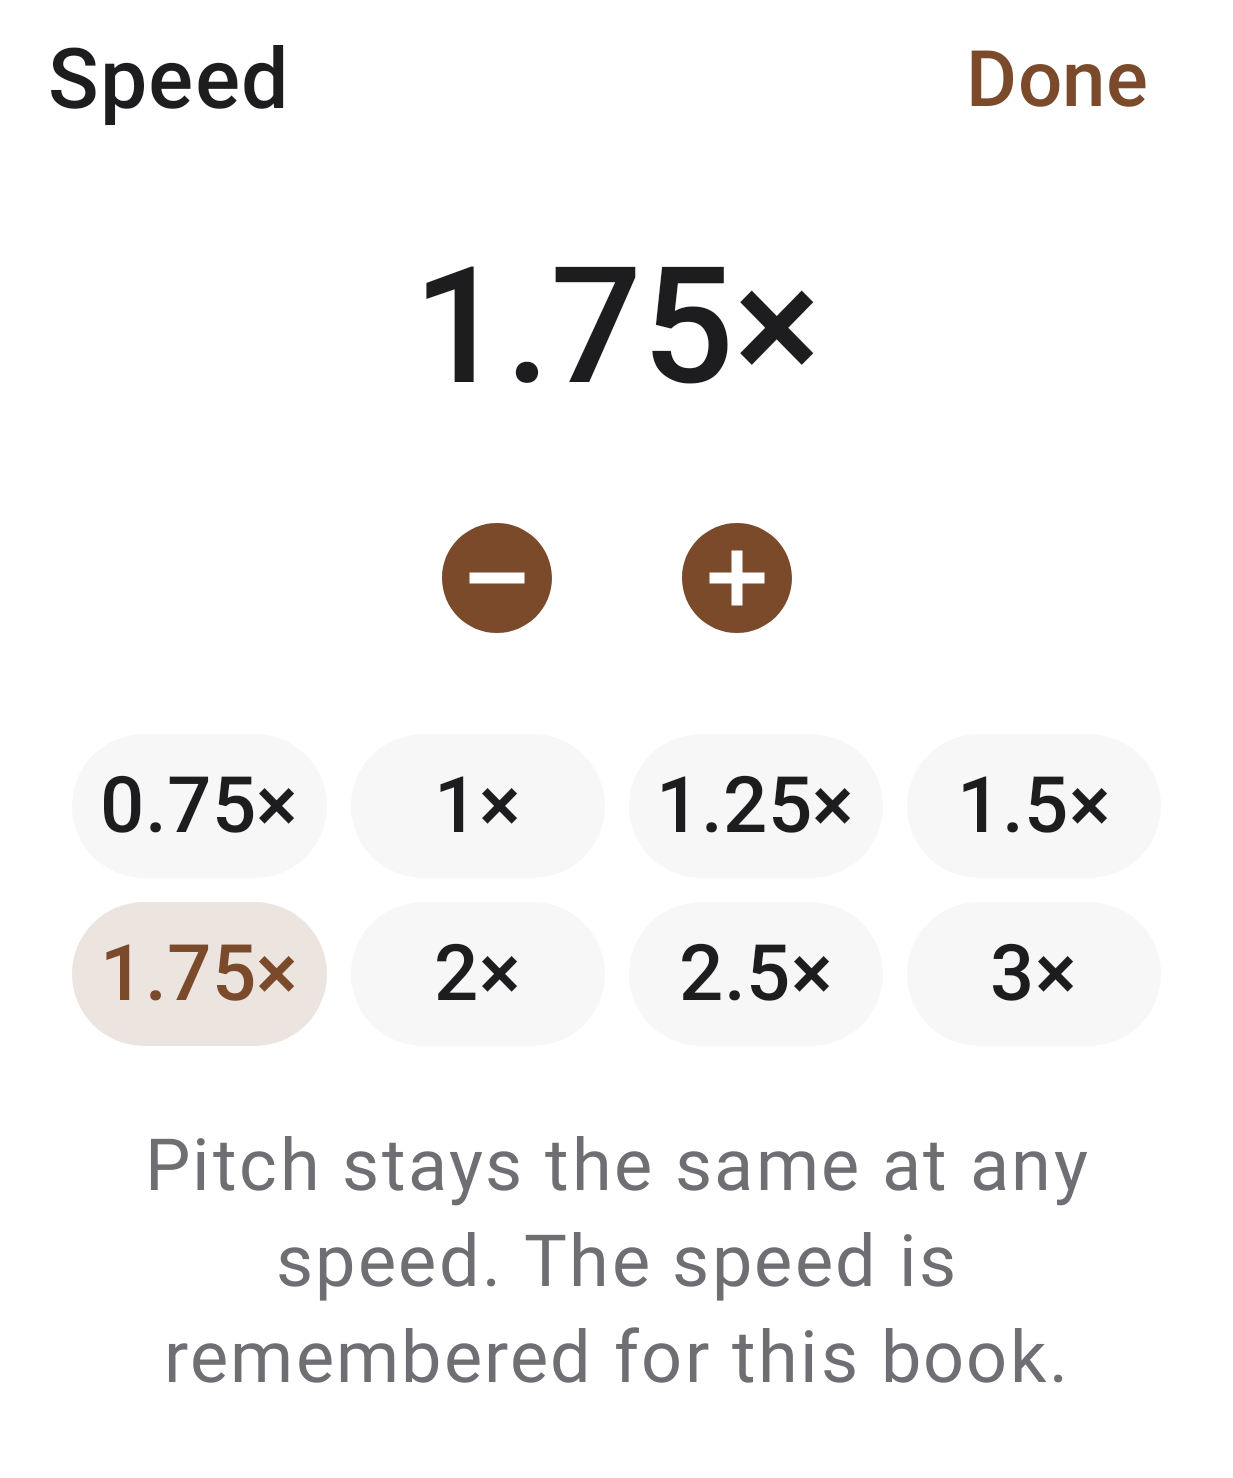 Speed
Done
1.75×
0.75× 1× 1.25× 1.5×
1.75× 2× 2.5× 3×
Pitch stays the same at any
speed. The speed is
remembered for this book.